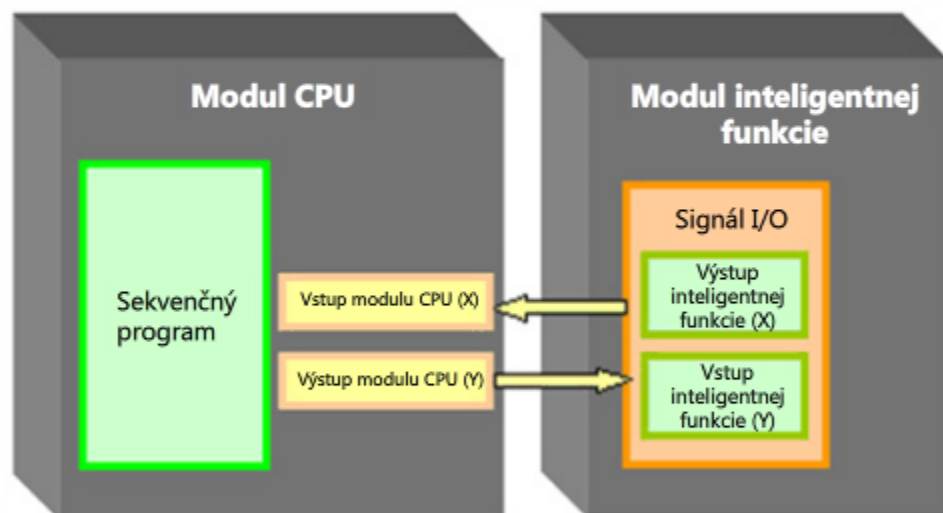 Modul CPU
Sekvenčný
program
Vstup modulu CPU (X)
Výstup modulu CPU (Y)
Modul inteligentnej
funkcie
Signál I/O
Výstup
inteligentnej
funkcie (X)
Vstup
inteligentnej
funkcie (Y)